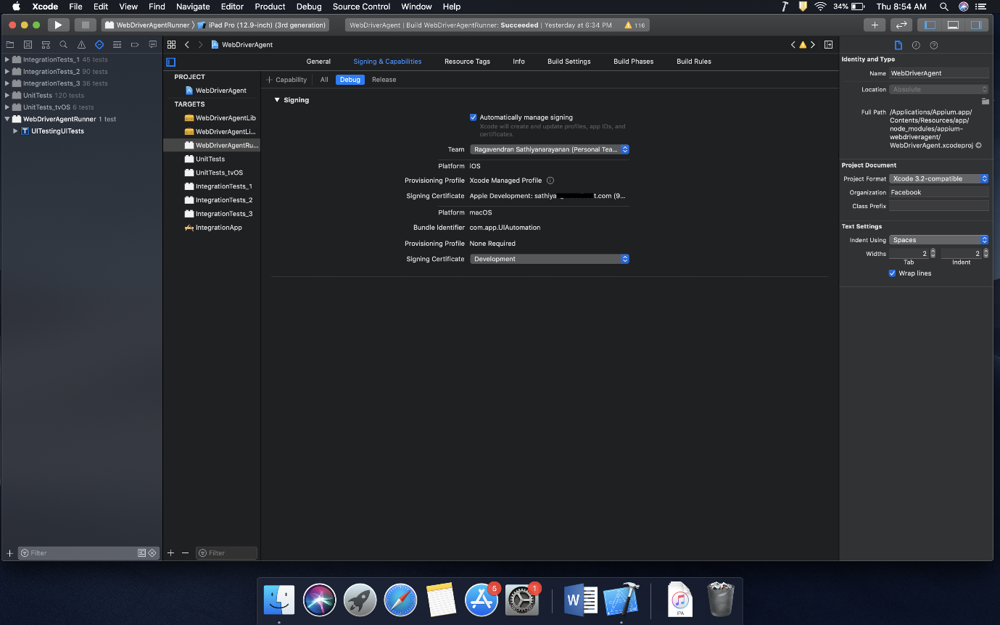 Xcode File Edit View Find Navigate Editor Product Debug Source Control Window Help 34% Thu 8:54 AM
WebDriverAgentRunner iPad Pro (12.9-inch) (3rd generation) WebDriverAgent | Build WebDriverAgentRunner: Succeeded | Yesterday at 6:34 PM 116
IntegrationTests_1 45 tests
IntegrationTests_2 90 tests
IntegrationTests_3 36 tests
UnitTests 120 tests
UnitTests_tvOS 6 tests
WebDriverAgentRunner 1 test
T UITestingUITests
Filter
WebDriverAgent
General Signing & Capabilities Resource Tags Info Build Settings Build Phases Build Rules
PROJECT
WebDriverAgent
TARGETS
WebDriverAgentLib
WebDriverAgentLi...
WebDriverAgentRu...
UnitTests
UnitTests_tvOS
IntegrationTests_1
IntegrationTests_2
IntegrationTests_3
IntegrationApp
Filter
+ Capability All Debug Release
Signing
Automatically manage signing
Xcode will create and update profiles, app IDs, and
certificates.
Team Ragavendran Sathiyanarayanan (Personal Tea...
Platform iOS
Provisioning Profile Xcode Managed Profile
Signing Certificate Apple Development: sathiya t.com (9...
Platform macOS
Bundle Identifier com.app.UIAutomation
Provisioning Profile None Required
Signing Certificate Development
Identity and Type
Name WebDriverAgent
Location Absolute
Full Path /Applications/Appium.app/
Contents/Resources/app/
node_modules/appium-
webdriveragent/
WebDriverAgent.xcodeproj
Project Document
Project Format Xcode 3.2-compatible
Organization Facebook
Class Prefix
Text Settings
Indent Using Spaces
Widths 2 2
Tab Indent
Wrap lines
5 1
W
IPA